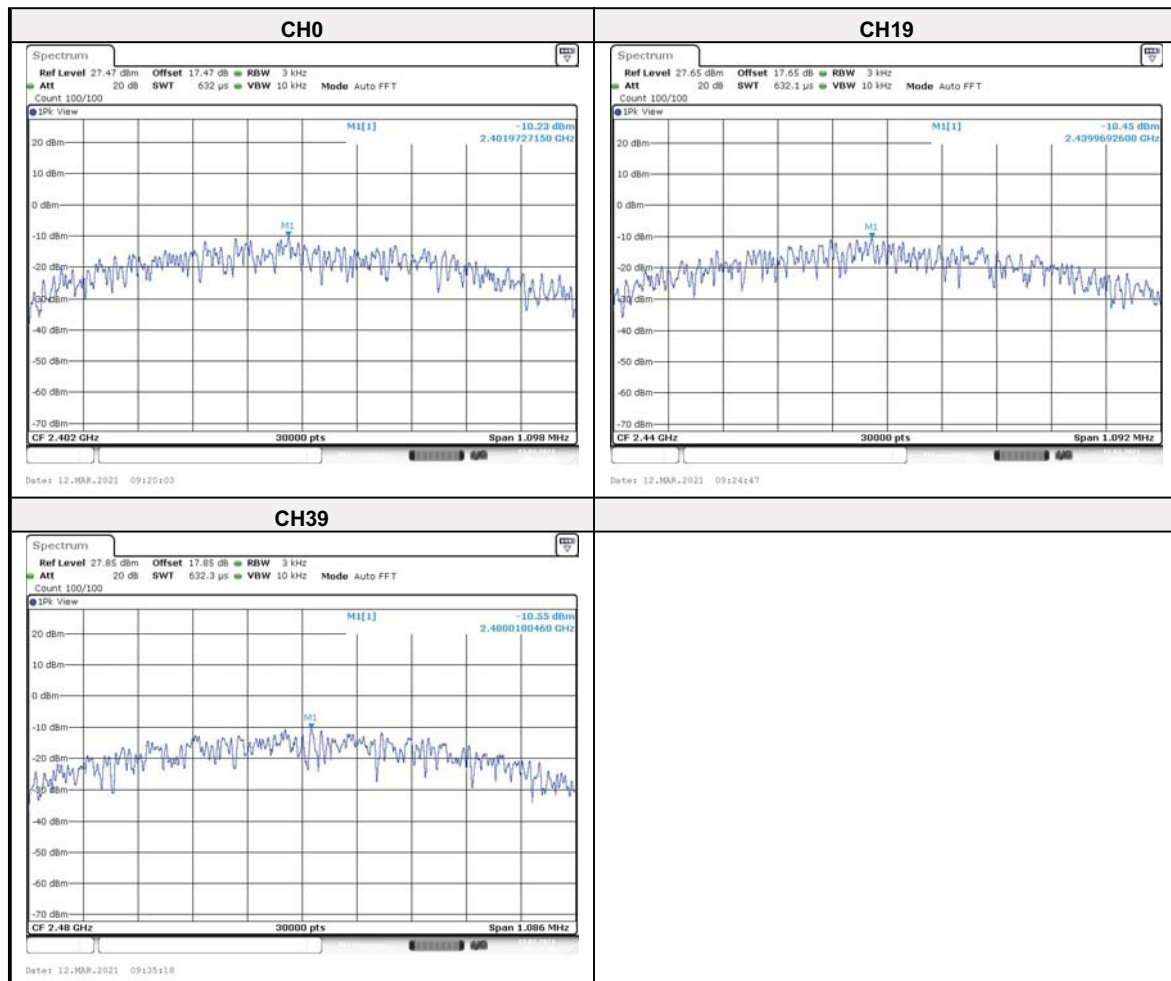 CH0
CH19
Spectrum
Ref Level 27.47 dBm Offset 17.47 dB RBW 3 kHz
Att 20 dB SWT 632 µs VBW 10 kHz Mode Auto FFT
Count 100/100
1Pk View
M1[1] -10.23 dBm
2.4019727150 GHz
20 dBm
10 dBm
0 dBm
M1
-10 dBm
-20 dBm
-30 dBm
-40 dBm
-50 dBm
-60 dBm
-70 dBm
CF 2.402 GHz 30000 pts Span 1.098 MHz
Date: 12.MAR.2021 09:20:03
Spectrum
Ref Level 27.65 dBm Offset 17.65 dB RBW 3 kHz
Att 20 dB SWT 632.1 µs VBW 10 kHz Mode Auto FFT
Count 100/100
1Pk View
M1[1] -10.45 dBm
2.4399692600 GHz
20 dBm
10 dBm
0 dBm
M1
-10 dBm
-20 dBm
-30 dBm
-40 dBm
-50 dBm
-60 dBm
-70 dBm
CF 2.44 GHz 30000 pts Span 1.092 MHz
Date: 12.MAR.2021 09:24:47
CH39
Spectrum
Ref Level 27.85 dBm Offset 17.85 dB RBW 3 kHz
Att 20 dB SWT 632.3 µs VBW 10 kHz Mode Auto FFT
Count 100/100
1Pk View
M1[1] -10.55 dBm
2.4800100460 GHz
20 dBm
10 dBm
0 dBm
M1
-10 dBm
-20 dBm
-30 dBm
-40 dBm
-50 dBm
-60 dBm
-70 dBm
CF 2.48 GHz 30000 pts Span 1.086 MHz
Date: 12.MAR.2021 09:35:18